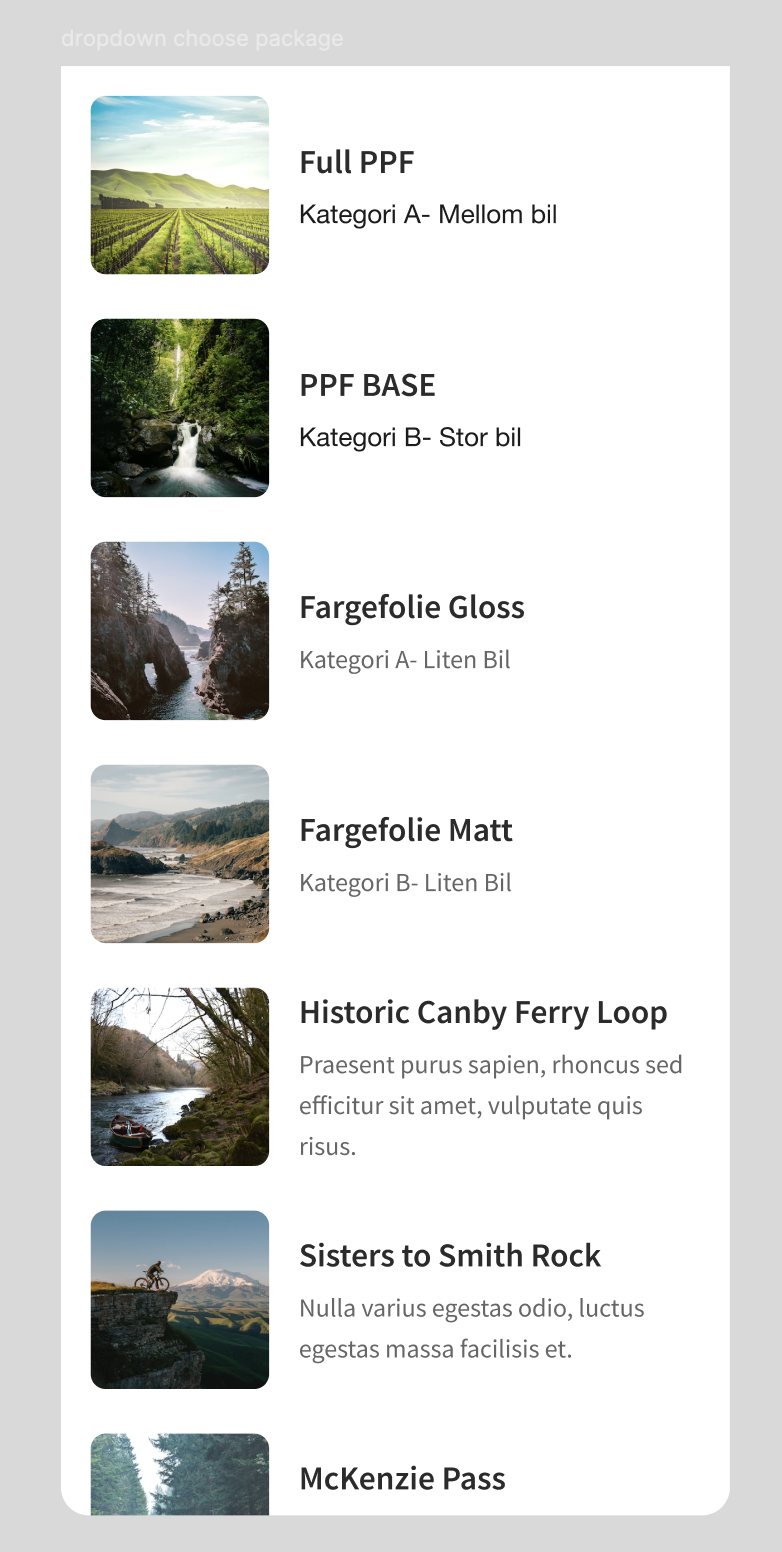 dropdown choose package
Full PPF
Kategori A- Mellom bil
PPF BASE
Kategori B- Stor bil
Fargefolie Gloss
Kategori A- Liten Bil
Fargefolie Matt
Kategori B- Liten Bil
Historic Canby Ferry Loop
Praesent purus sapien, rhoncus sed
efficitur sit amet, vulputate quis
risus.
Sisters to Smith Rock
Nulla varius egestas odio, luctus
egestas massa facilisis et.
McKenzie Pass